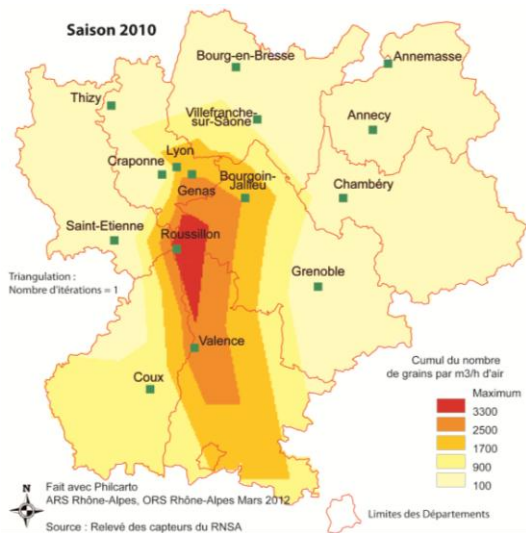 Saison 2010
Bourg-en-Bresse
Annemasse
Thizy
Villefranche-
sur-Saône
Annecy
Lyon
Craponne
Genas
Bourgoin-
Jallieu
Chambéry
Saint-Etienne
Roussillon
Triangulation :
Nombre d'itérations = 1
Grenoble
Valence
Coux
Cumul du nombre
de grains par m3/h d'air
Maximum
3300
2500
1700
900
100
N
Fait avec Philcarto
ARS Rhône-Alpes, ORS Rhône-Alpes Mars 2012
Source : Relevé des capteurs du RNSA
Limites des Départements